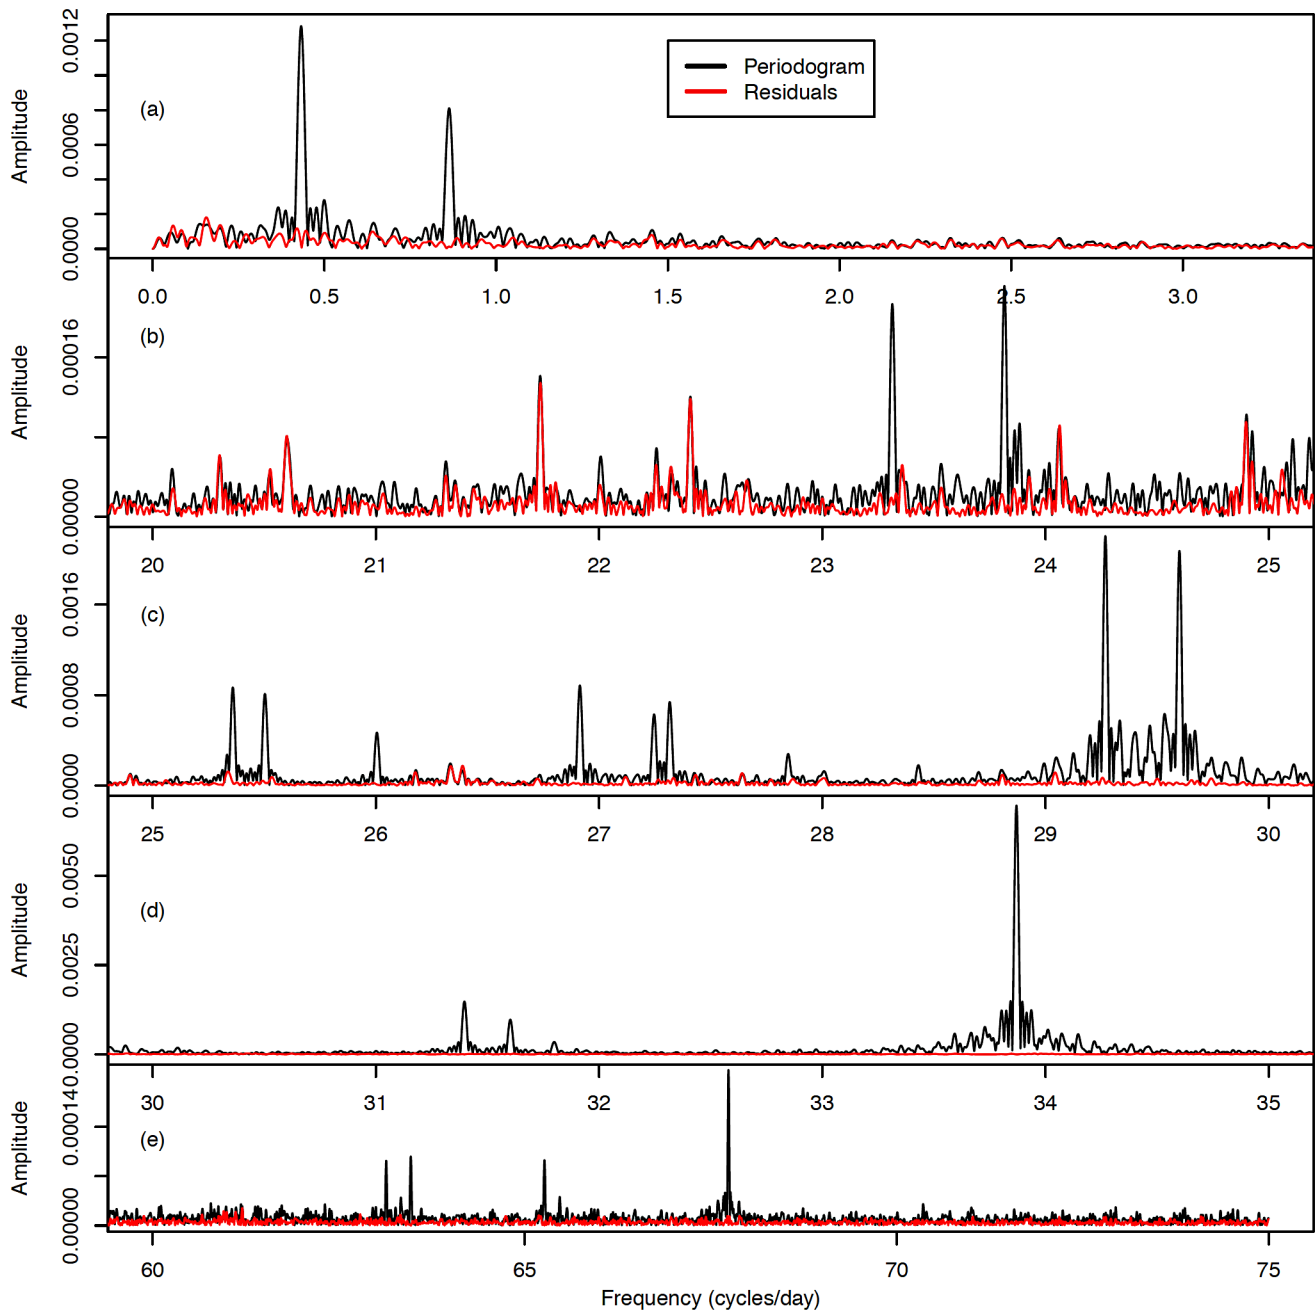 Periodogram
Residuals
(a)
Amplitude
0.0000
0.0006
0.0012
0.0 0.5 1.0 1.5 2.0 2.5 3.0
(b)
Amplitude
0.0000
0.00016
20 21 22 23 24 25
(c)
Amplitude
0.0000
0.0008
0.0016
25 26 27 28 29 30
(d)
Amplitude
0.0000
0.0025
0.0050
30 31 32 33 34 35
(e)
Amplitude
0.00000
0.00014
60 65 70 75
Frequency (cycles/day)